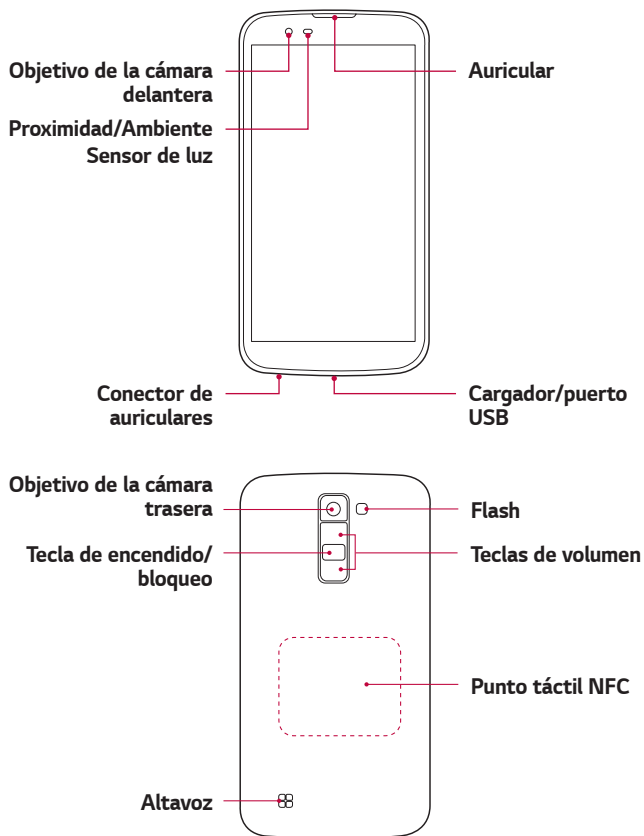 Objetivo de la cámara
delantera
Auricular
Proximidad/Ambiente
Sensor de luz
Conector de
auriculares
Cargador/puerto
USB
Objetivo de la cámara
trasera
Flash
Tecla de encendido/
bloqueo
Teclas de volumen
Punto táctil NFC
Altavoz